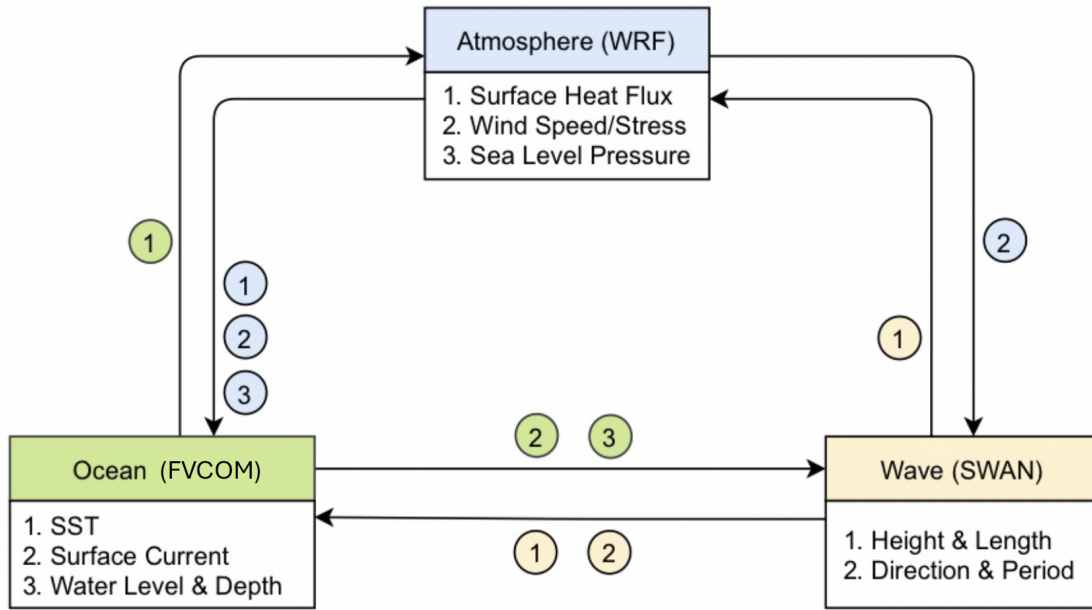 Atmosphere (WRF)
1. Surface Heat Flux
2. Wind Speed/Stress
3. Sea Level Pressure
1
2
1
2
3
1
2 3
Ocean (FVCOM)
1. SST
2. Surface Current
3. Water Level & Depth
Wave (SWAN)
1. Height & Length
2. Direction & Period
1 2